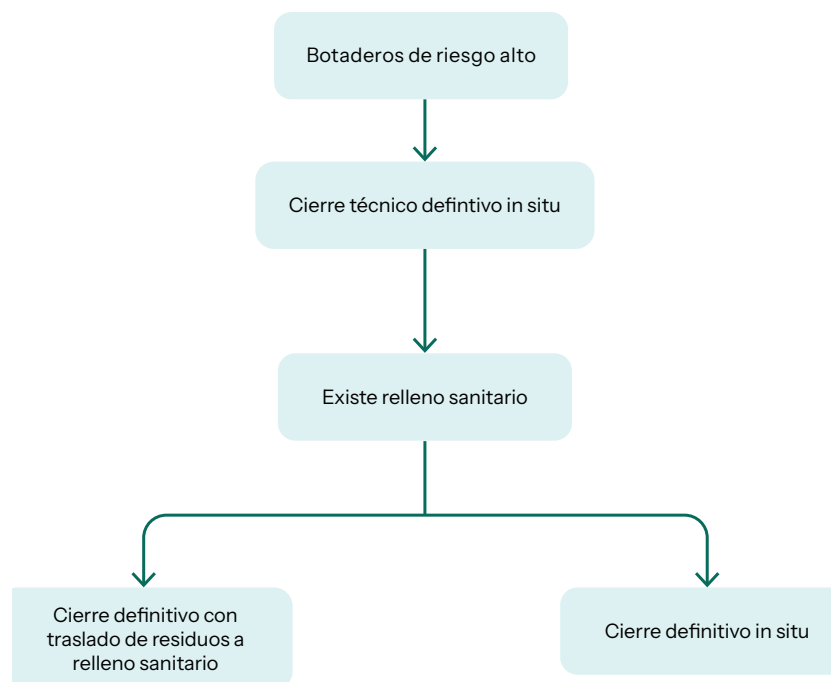 Botaderos de riesgo alto
Cierre técnico defintivo in situ
Existe relleno sanitario
Cierre definitivo con
traslado de residuos a
relleno sanitario
Cierre definitivo in situ